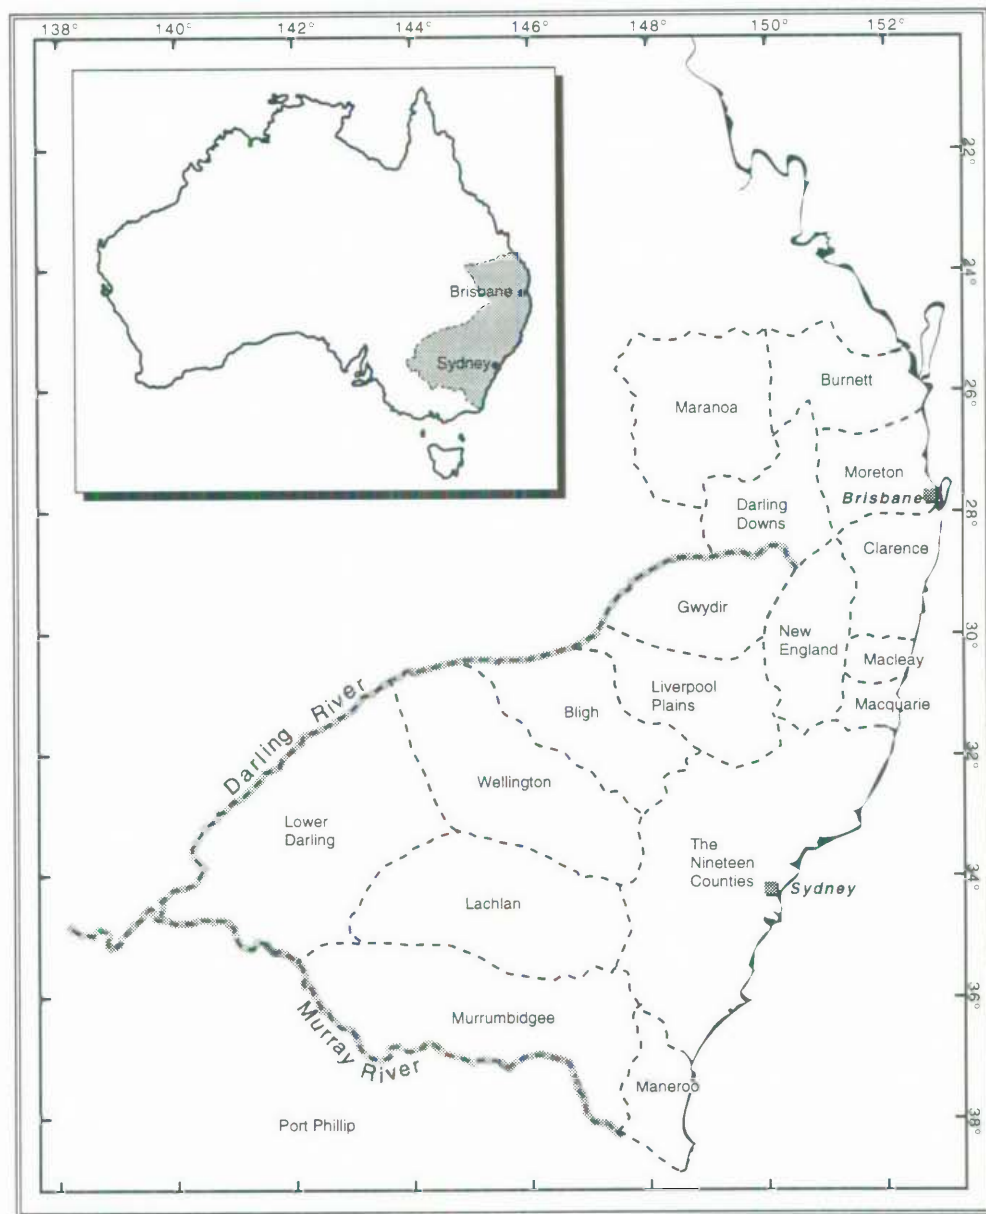 138°
140°
142°
144°
146°
148°
150°
152°
22°
24°
26°
28°
30°
32°
34°
36°
38°
Brisbane
Sydney
Burnett
Maranoa
Moreton
Brisbane
Darling
Downs
Clarence
Gwydir
New
England
Macleay
Liverpool
Plains
Macquarie
Bligh
Darling River
Wellington
Lower
Darling
The
Nineteen
Counties
Sydney
Lachlan
Murrumbidgee
Murray River
Maneroo
Port Phillip